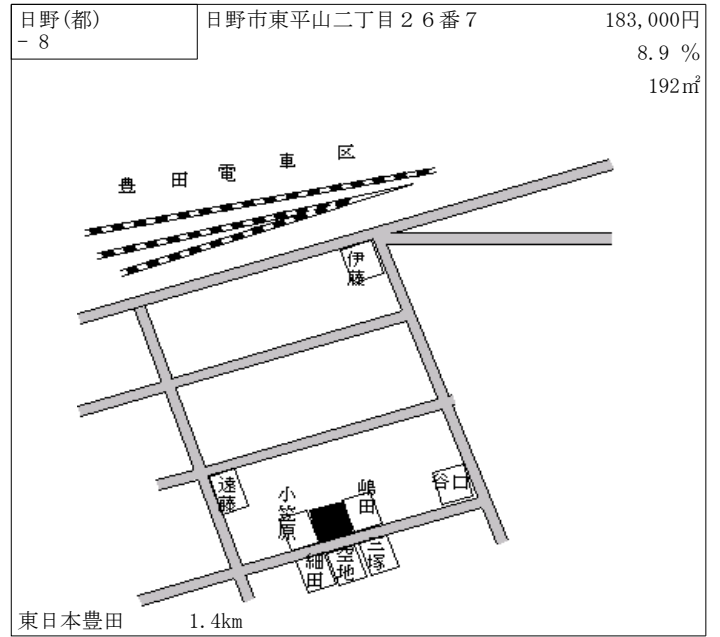 日野(都)
- 8
日野市東平山二丁目２６番７
183,000円
8.9 %
192㎡
豊田電車区
伊藤
遠藤
小笠原
嶋田
谷口
細田
空地
三塚
東日本豊田 1.4km